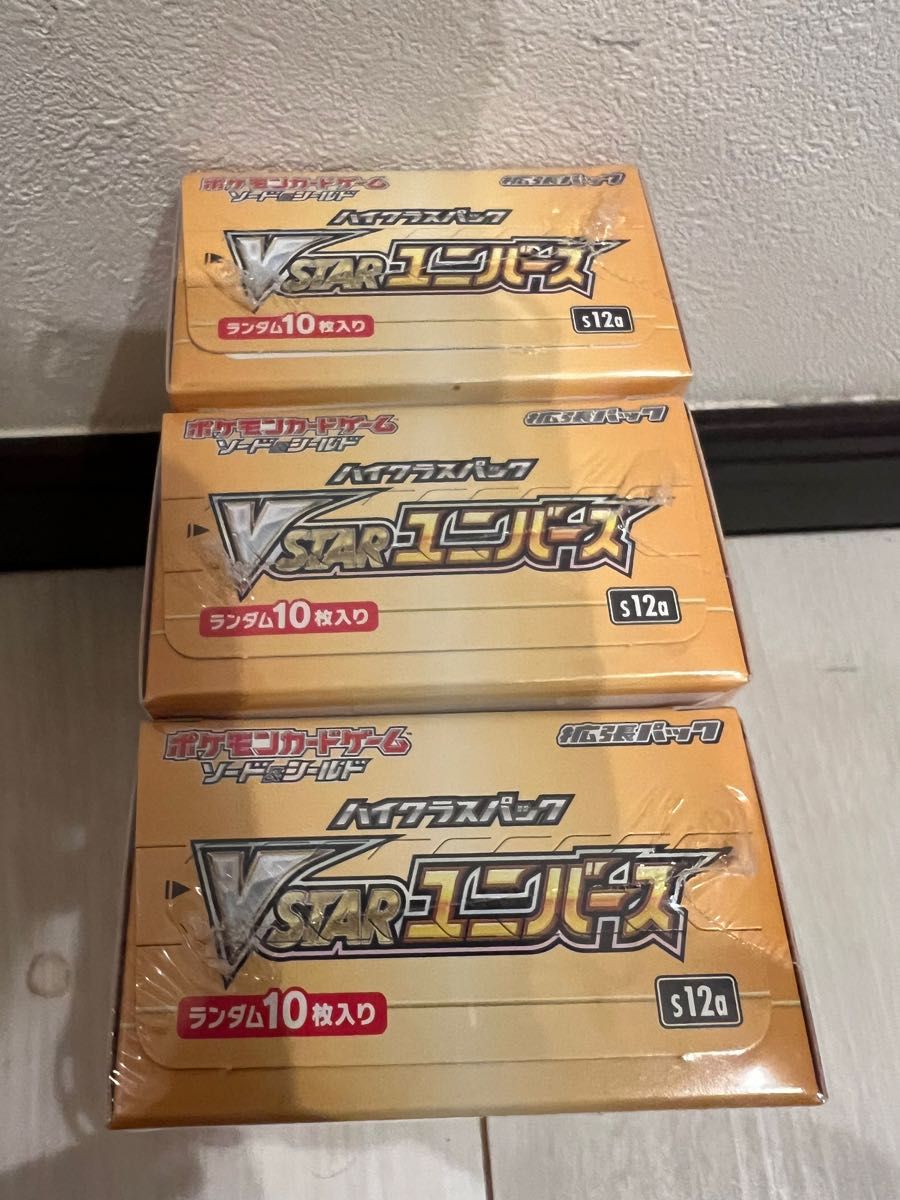 ポケモンカードゲーム 拡張パック
ソード&シールド
ハイクラスパック
VSTARユニバース
ランダム10枚入り s12a
ポケモンカードゲーム 拡張パック
ソード&シールド
ハイクラスパック
VSTARユニバース
ランダム10枚入り s12a
ポケモンカードゲーム 拡張パック
ソード&シールド
ハイクラスパック
VSTARユニバース
ランダム10枚入り s12a